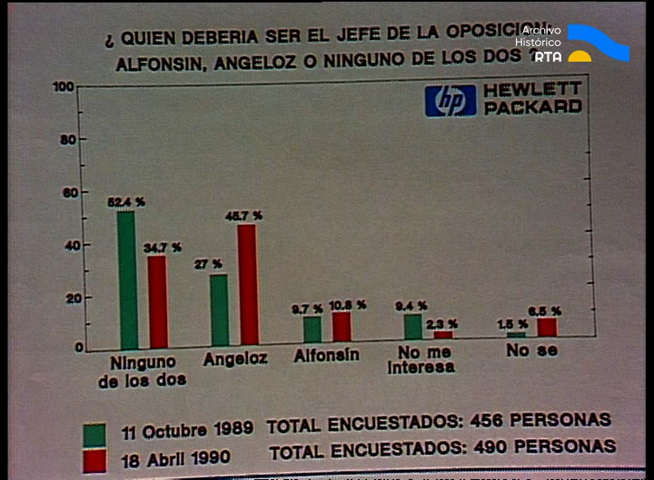 ¿ QUIEN DEBERIA SER EL JEFE DE LA OPOSICION:
ALFONSIN, ANGELOZ O NINGUNO DE LOS DOS ?
Archivo
Histórico
RTA
hp HEWLETT
PACKARD
100
80
60
40
20
0
52.4 %
34.7 %
27 %
45.7 %
9.7 %
10.8 %
9.4 %
2.3 %
1.5 %
6.5 %
Ninguno
de los dos
Angeloz
Alfonsín
No me
interesa
No se
11 Octubre 1989 TOTAL ENCUESTADOS: 456 PERSONAS
18 Abril 1990 TOTAL ENCUESTADOS: 490 PERSONAS